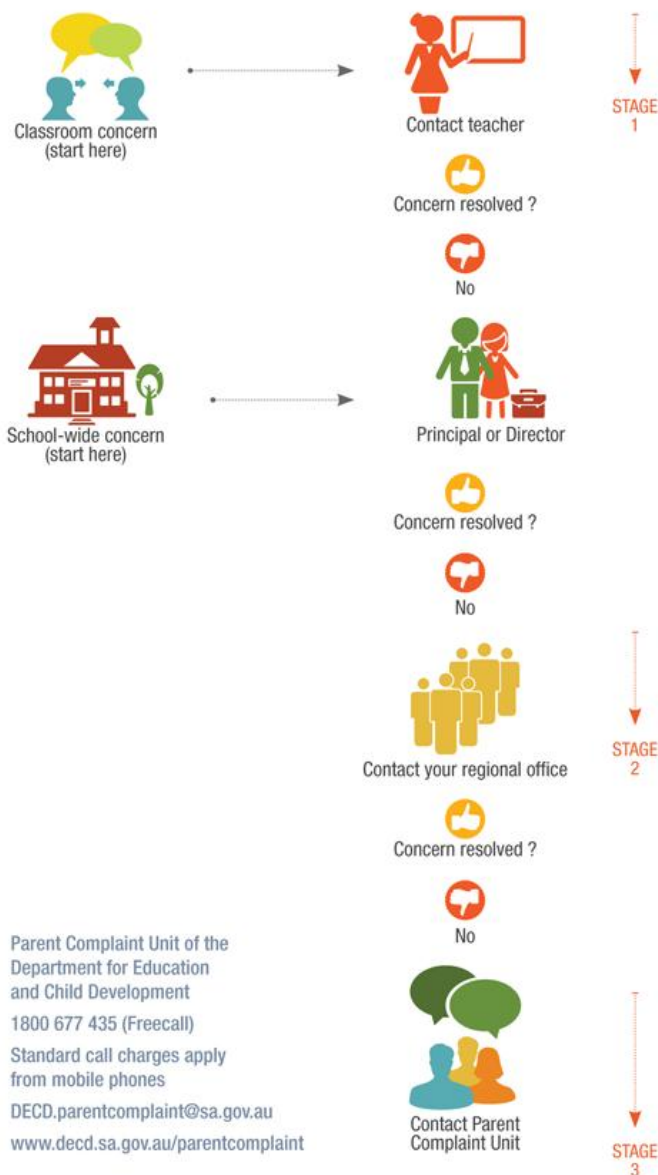 Classroom concern
(start here)
Contact teacher
STAGE
1
Concern resolved ?
No
School-wide concern
(start here)
Principal or Director
Concern resolved ?
No
Contact your regional office
STAGE
2
Concern resolved ?
No
Parent Complaint Unit of the
Department for Education
and Child Development
1800 677 435 (Freecall)
Standard call charges apply
from mobile phones
DECD.parentcomplaint@sa.gov.au
www.decd.sa.gov.au/parentcomplaint
Contact Parent
Complaint Unit
STAGE
3